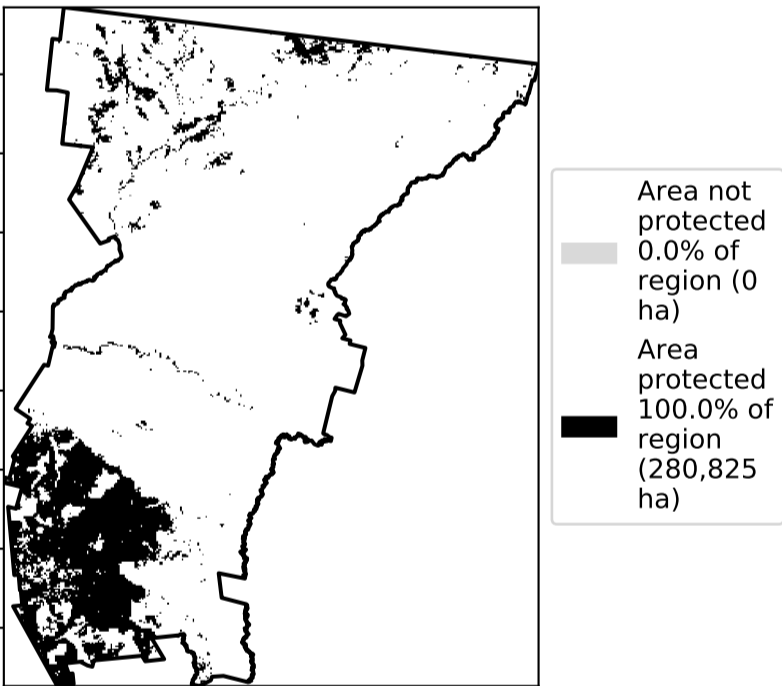 Area not
protected
0.0% of
region (0
ha)
Area
protected
100.0% of
region
(280,825
ha)